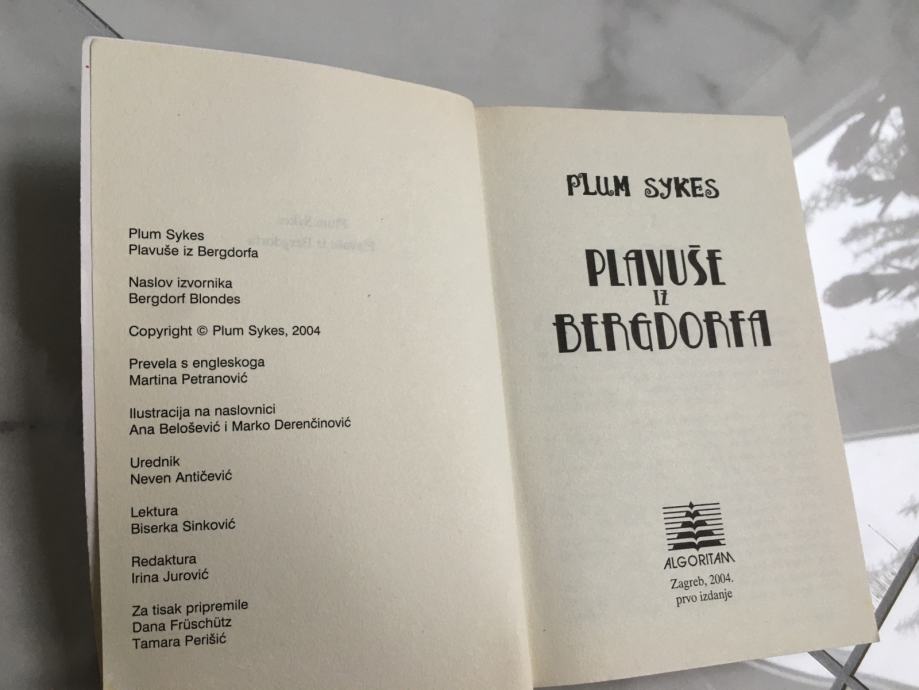 Plum Sykes
Plavuše iz Bergdorfa
Naslov izvornika
Bergdorf Blondes
Copyright © Plum Sykes, 2004
Prevela s engleskoga
Martina Petranović
Ilustracija na naslovnici
Ana Belošević i Marko Derenčinović
Urednik
Neven Antičević
Lektura
Biserka Sinković
Redaktura
Irina Jurović
Za tisak pripremile
Dana Früschütz
Tamara Perišić
PLUM SYKES
PLAVUŠE
IZ
BERGDORFA
ALGORITAM
Zagreb, 2004.
prvo izdanje